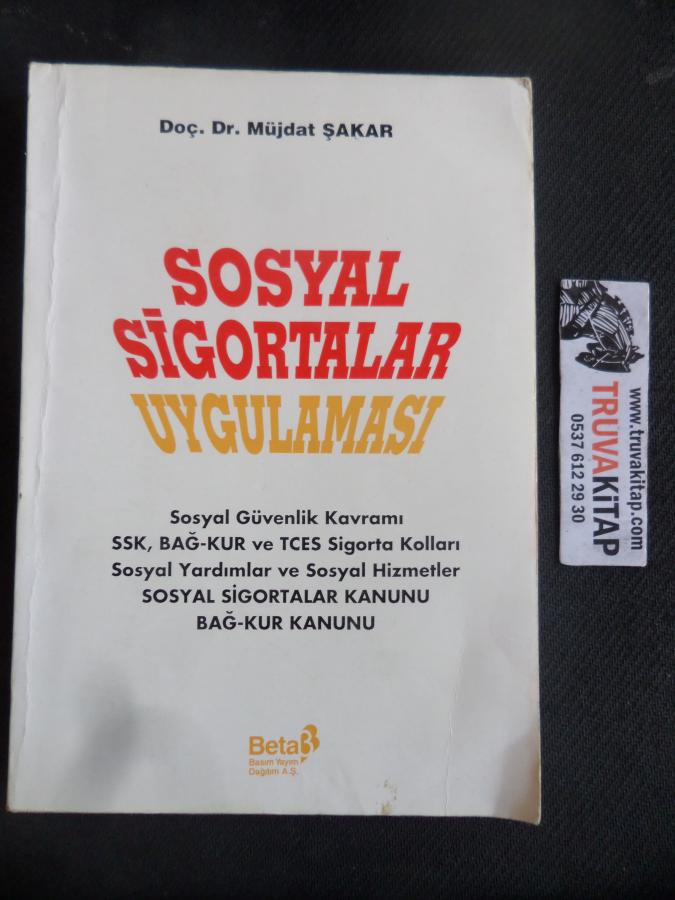 Doç. Dr. Müjdat ŞAKAR
SOSYAL
SİGORTALAR
UYGULAMASI
Sosyal Güvenlik Kavramı
SSK, BAĞ-KUR ve TCES Sigorta Kolları
Sosyal Yardımlar ve Sosyal Hizmetler
SOSYAL SİGORTALAR KANUNU
BAĞ-KUR KANUNU
Beta
Basım Yayım
Dağıtım A.Ş.
www.truvakitap.com
TRUVAKİTAP
0537 612 29 30